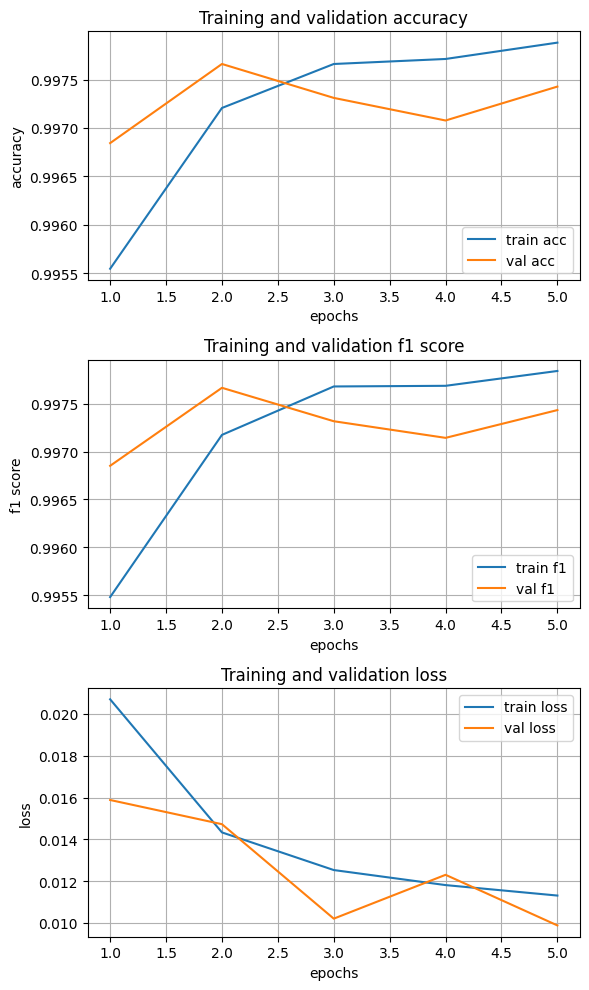 Training and validation accuracy
accuracy
0.9975
0.9970
0.9965
0.9960
0.9955
train acc
val acc
1.0 1.5 2.0 2.5 3.0 3.5 4.0 4.5 5.0
epochs
Training and validation f1 score
f1 score
0.9975
0.9970
0.9965
0.9960
0.9955
train f1
val f1
1.0 1.5 2.0 2.5 3.0 3.5 4.0 4.5 5.0
epochs
Training and validation loss
loss
0.020
0.018
0.016
0.014
0.012
0.010
train loss
val loss
1.0 1.5 2.0 2.5 3.0 3.5 4.0 4.5 5.0
epochs